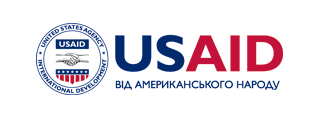 UNITED STATES AGENCY
USAID
INTERNATIONAL DEVELOPMENT
USAID
ВІД АМЕРИКАНСЬКОГО НАРОДУ